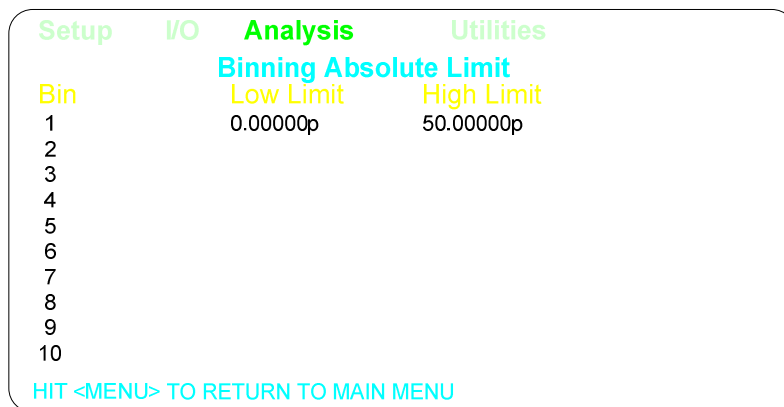 Setup I/O Analysis Utilities
Binning Absolute Limit
Bin Low Limit High Limit
1 0.00000p 50.00000p
2
3
4
5
6
7
8
9
10
HIT <MENU> TO RETURN TO MAIN MENU